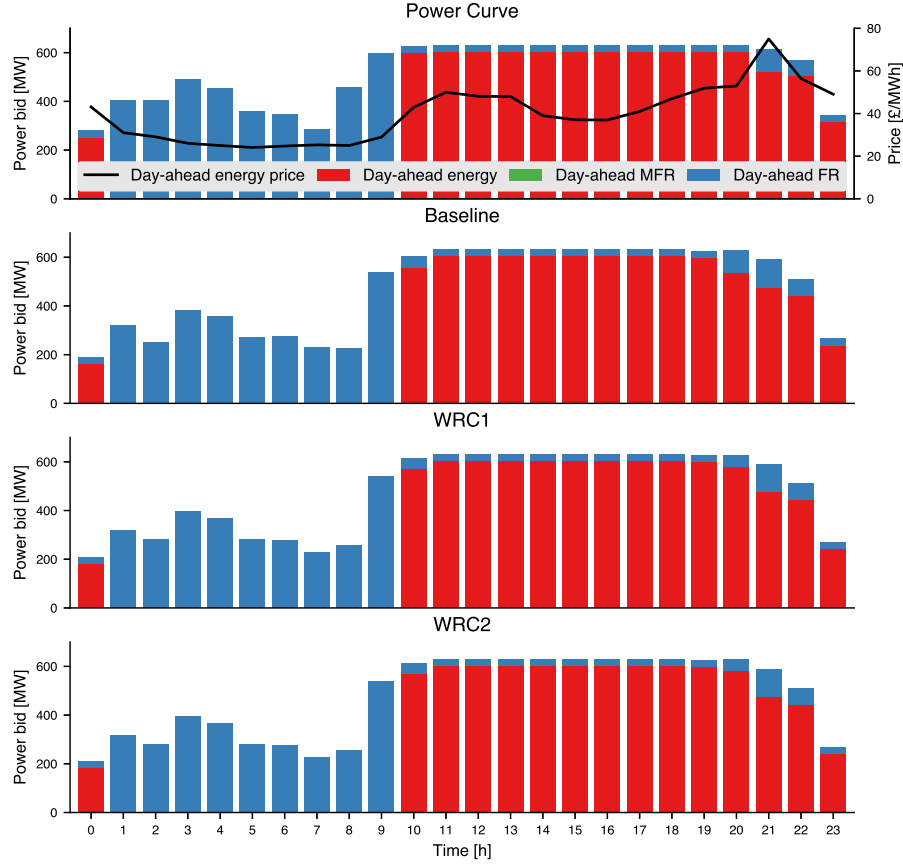 Power Curve
Power bid [MW]
600
400
200
0
80
60
40
20
0
Price [£/MWh]
Day-ahead energy price Day-ahead energy Day-ahead MFR Day-ahead FR
Baseline
Power bid [MW]
600
400
200
0
WRC1
Power bid [MW]
600
400
200
0
WRC2
Power bid [MW]
600
400
200
0
0 1 2 3 4 5 6 7 8 9 10 11 12 13 14 15 16 17 18 19 20 21 22 23
Time [h]